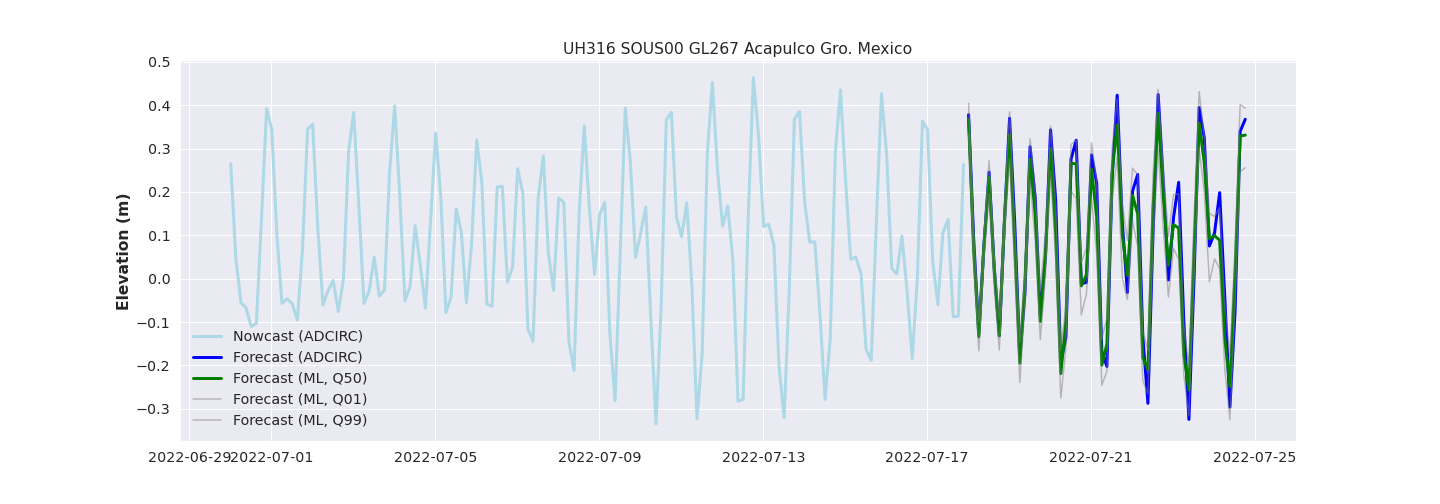 UH316 SOUS00 GL267 Acapulco Gro. Mexico
Elevation (m)
0.5
0.4
0.3
0.2
0.1
0.0
−0.1
−0.2
−0.3
Nowcast (ADCIRC)
Forecast (ADCIRC)
Forecast (ML, Q50)
Forecast (ML, Q01)
Forecast (ML, Q99)
2022-06-29 2022-07-01 2022-07-05 2022-07-09 2022-07-13 2022-07-17 2022-07-21 2022-07-25